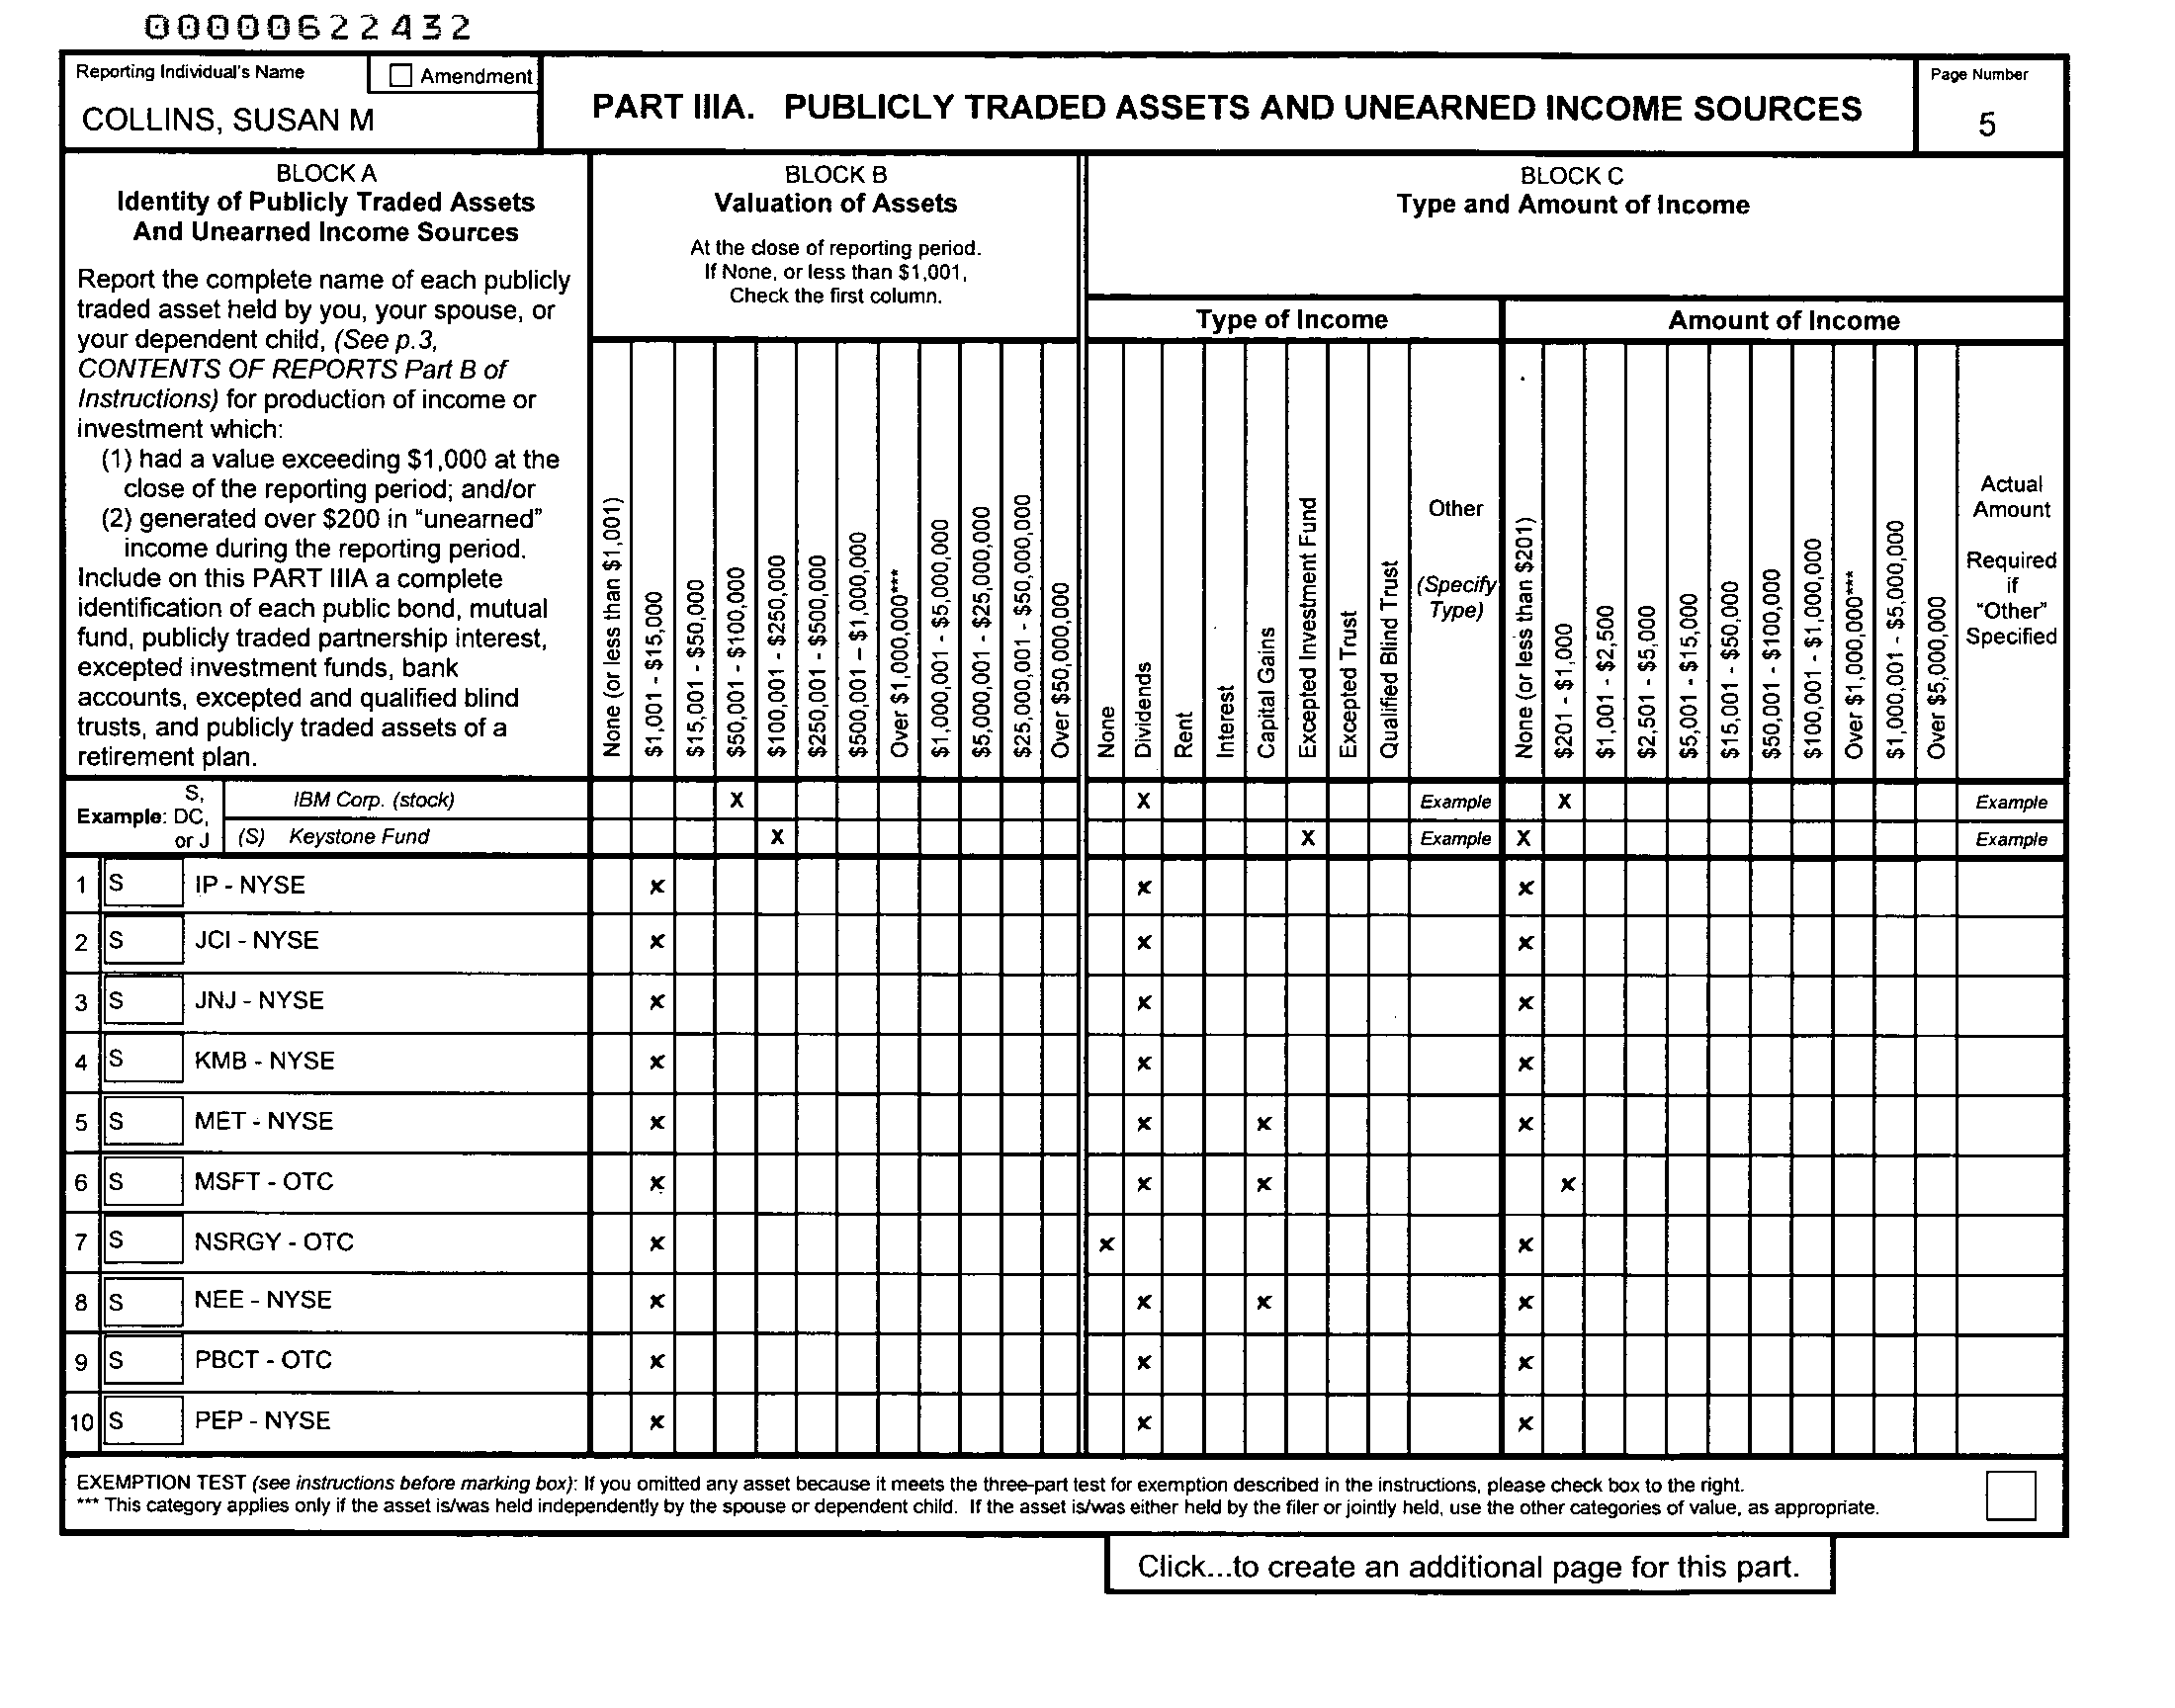 00000622432
Reporting Individual's Name
☐ Amendment
COLLINS, SUSAN M
PART IIIA. PUBLICLY TRADED ASSETS AND UNEARNED INCOME SOURCES
Page Number
5
BLOCK A
Identity of Publicly Traded Assets
And Unearned Income Sources
Report the complete name of each publicly
traded asset held by you, your spouse, or
your dependent child, (See p.3,
CONTENTS OF REPORTS Part B of
Instructions) for production of income or
investment which:
(1) had a value exceeding $1,000 at the
close of the reporting period; and/or
(2) generated over $200 in "unearned"
income during the reporting period.
Include on this PART IIIA a complete
identification of each public bond, mutual
fund, publicly traded partnership interest,
excepted investment funds, bank
accounts, excepted and qualified blind
trusts, and publicly traded assets of a
retirement plan.
BLOCK B
Valuation of Assets
At the close of reporting period.
If None, or less than $1,001,
Check the first column.
None (or less than $1,001)
$1,001 - $15,000
$15,001 - $50,000
$50,001 - $100,000
$100,001 - $250,000
$250,001 - $500,000
$500,001 – $1,000,000
Over $1,000,000***
$1,000,001 - $5,000,000
$5,000,001 - $25,000,000
$25,000,001 - $50,000,000
Over $50,000,000
BLOCK C
Type and Amount of Income
Type of Income
None
Dividends
Rent
Interest
Capital Gains
Excepted Investment Fund
Excepted Trust
Qualified Blind Trust
Other
(Specify
Type)
Amount of Income
None (or less than $201)
$201 - $1,000
$1,001 - $2,500
$2,501 - $5,000
$5,001 - $15,000
$15,001 - $50,000
$50,001 - $100,000
$100,001 - $1,000,000
Over $1,000,000***
$1,000,001 - $5,000,000
Over $5,000,000
Actual
Amount
Required
if
"Other"
Specified
Example: S,
DC,
or J
IBM Corp. (stock) X X Example X Example
(S) Keystone Fund X X Example X Example
1 S IP - NYSE x x x
2 S JCI - NYSE x x x
3 S JNJ - NYSE x x x
4 S KMB - NYSE x x x
5 S MET - NYSE x x x x
6 S MSFT - OTC x x x x
7 S NSRGY - OTC x x x
8 S NEE - NYSE x x x x
9 S PBCT - OTC x x x
10 S PEP - NYSE x x x
EXEMPTION TEST (see instructions before marking box): If you omitted any asset because it meets the three-part test for exemption described in the instructions, please check box to the right.
*** This category applies only if the asset is/was held independently by the spouse or dependent child. If the asset is/was either held by the filer or jointly held, use the other categories of value, as appropriate.
Click...to create an additional page for this part.